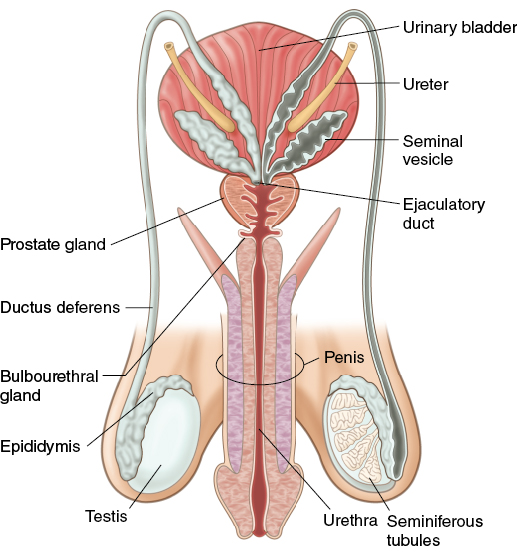 Urinary bladder
Ureter
Seminal
vesicle
Ejaculatory
duct
Prostate gland
Ductus deferens
Penis
Bulbourethral
gland
Epididymis
Testis
Urethra
Seminiferous
tubules